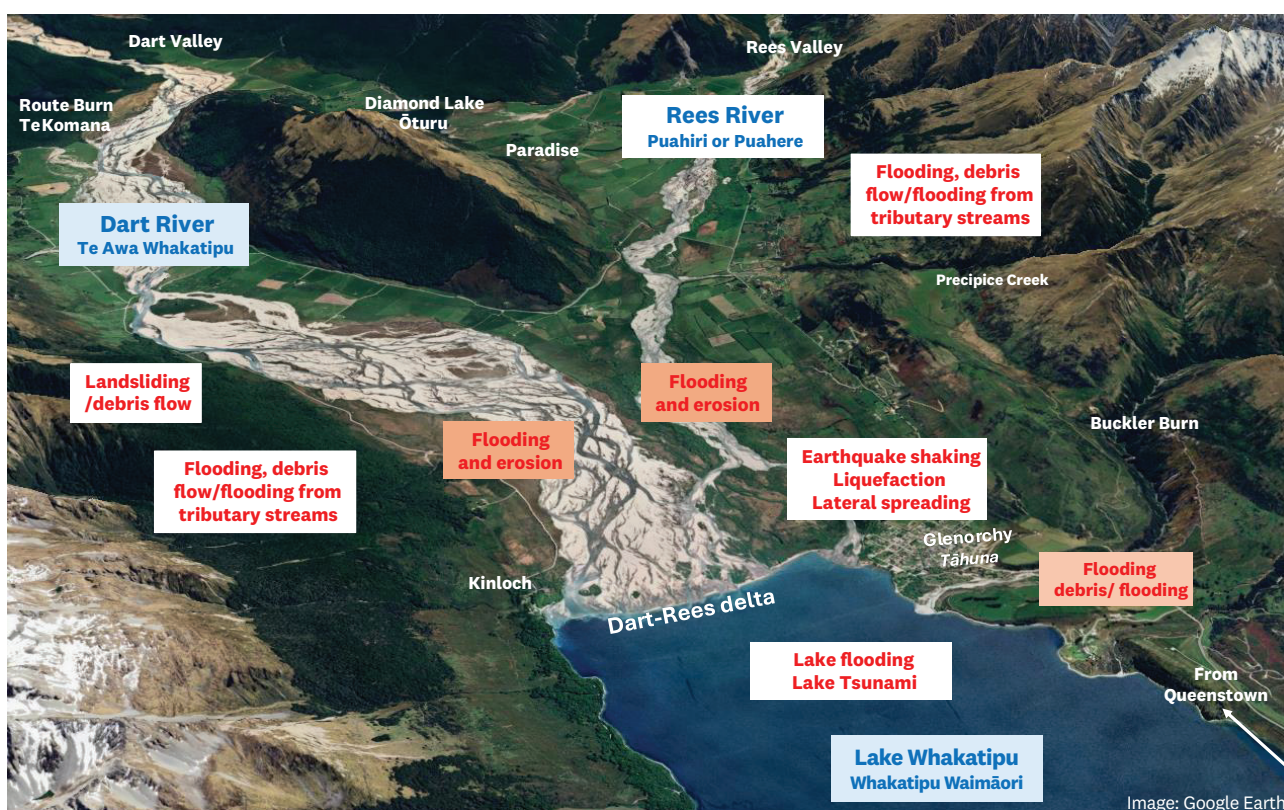 Dart Valley
Rees Valley
Route Burn
Te Komana
Diamond Lake
Ōturu
Paradise
Rees River
Puahiri or Puahere
Flooding, debris
flow/flooding from
tributary streams
Dart River
Te Awa Whakatipu
Precipice Creek
Landsliding
/debris flow
Flooding
and erosion
Buckler Burn
Flooding
and erosion
Flooding, debris
flow/flooding from
tributary streams
Earthquake shaking
Liquefaction
Lateral spreading
Glenorchy
Tāhuna
Flooding
debris/ flooding
Kinloch
Dart-Rees delta
Lake flooding
Lake Tsunami
From
Queenstown
Lake Whakatipu
Whakatipu Waimāori
Image: Google Earth